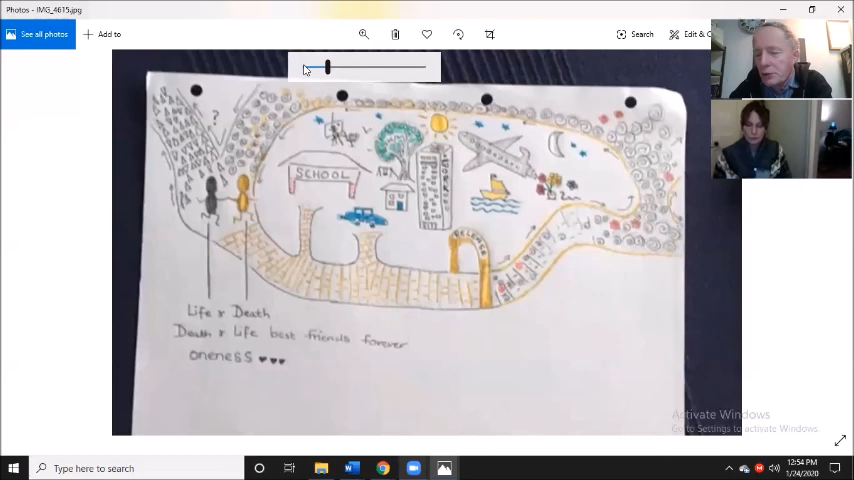 Photos - IMG_4615.jpg
See all photos
Add to
Search
Edit & C
?
SCHOOL
RELEASE
Life & Death
Death & Life best friends forever
oneness
Activate Windows
Go to Settings to activate Windows.
Type here to search
12:54 PM
1/24/2020